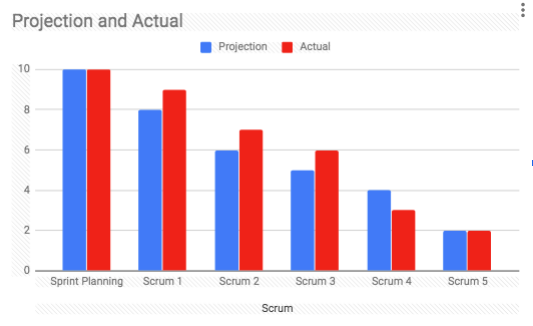 Projection and Actual
Projection Actual
10
8
6
4
2
0
Sprint Planning Scrum 1 Scrum 2 Scrum 3 Scrum 4 Scrum 5
Scrum